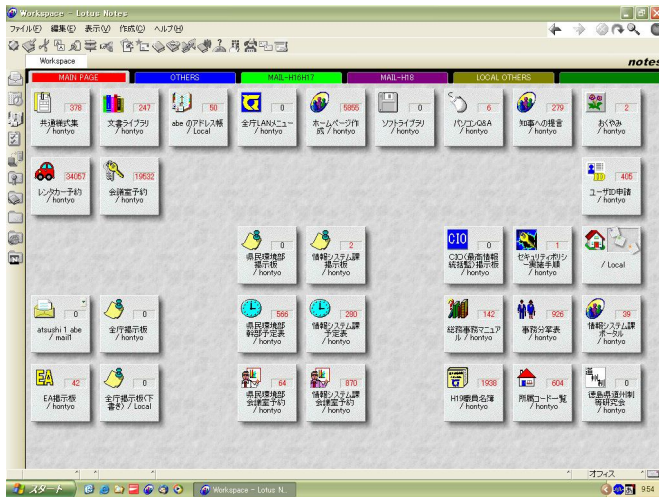 Workspace - Lotus Notes
ファイル(F) 編集(E) 表示(V) 作成(C) ヘルプ(H)
Workspace
notes
MAIN PAGE OTHERS MAIL-H16H17 MAIL-H18 LOCAL OTHERS
378 247 50 0 5855 0 6 279 2
共通様式集 / hontyo
文書ライブラリ / hontyo
abe のアドレス帳 / Local
全庁LANメニュー / hontyo
ホームページ作成 / hontyo
ソフトライブラリ / hontyo
パソコンQ&A / hontyo
知事への提言 / hontyo
おくやみ / hontyo
34057 19532 405
レンタカー予約 / hontyo
会議室予約 / hontyo
ユーザID申請 / hontyo
0 2 CIO 0 1
県民環境部掲示板 / hontyo
情報システム課掲示板 / hontyo
CIO(最高情報統括監)掲示板 / hontyo
セキュリティポリシー実施手順 / hontyo
/ Local
0 0 566 280 142 926 39
atsushi 1 abe / mail1
全庁掲示板 / hontyo
県民環境部幹部予定表 / hontyo
情報システム課予定表 / hontyo
総務事務マニュアル / hontyo
事務分掌表 / hontyo
情報システム課ポータル / hontyo
EA 42 0 64 870 1938 604 道州制 0
EA掲示板 / hontyo
全庁掲示板(下書き) / Local
県民環境部会議室予約 / hontyo
情報システム課会議室予約 / hontyo
H19職員名簿 / hontyo
所属コード一覧 / hontyo
徳島県道州制等研究会 / hontyo
オフィス
スタート Workspace - Lotus N... 9:54